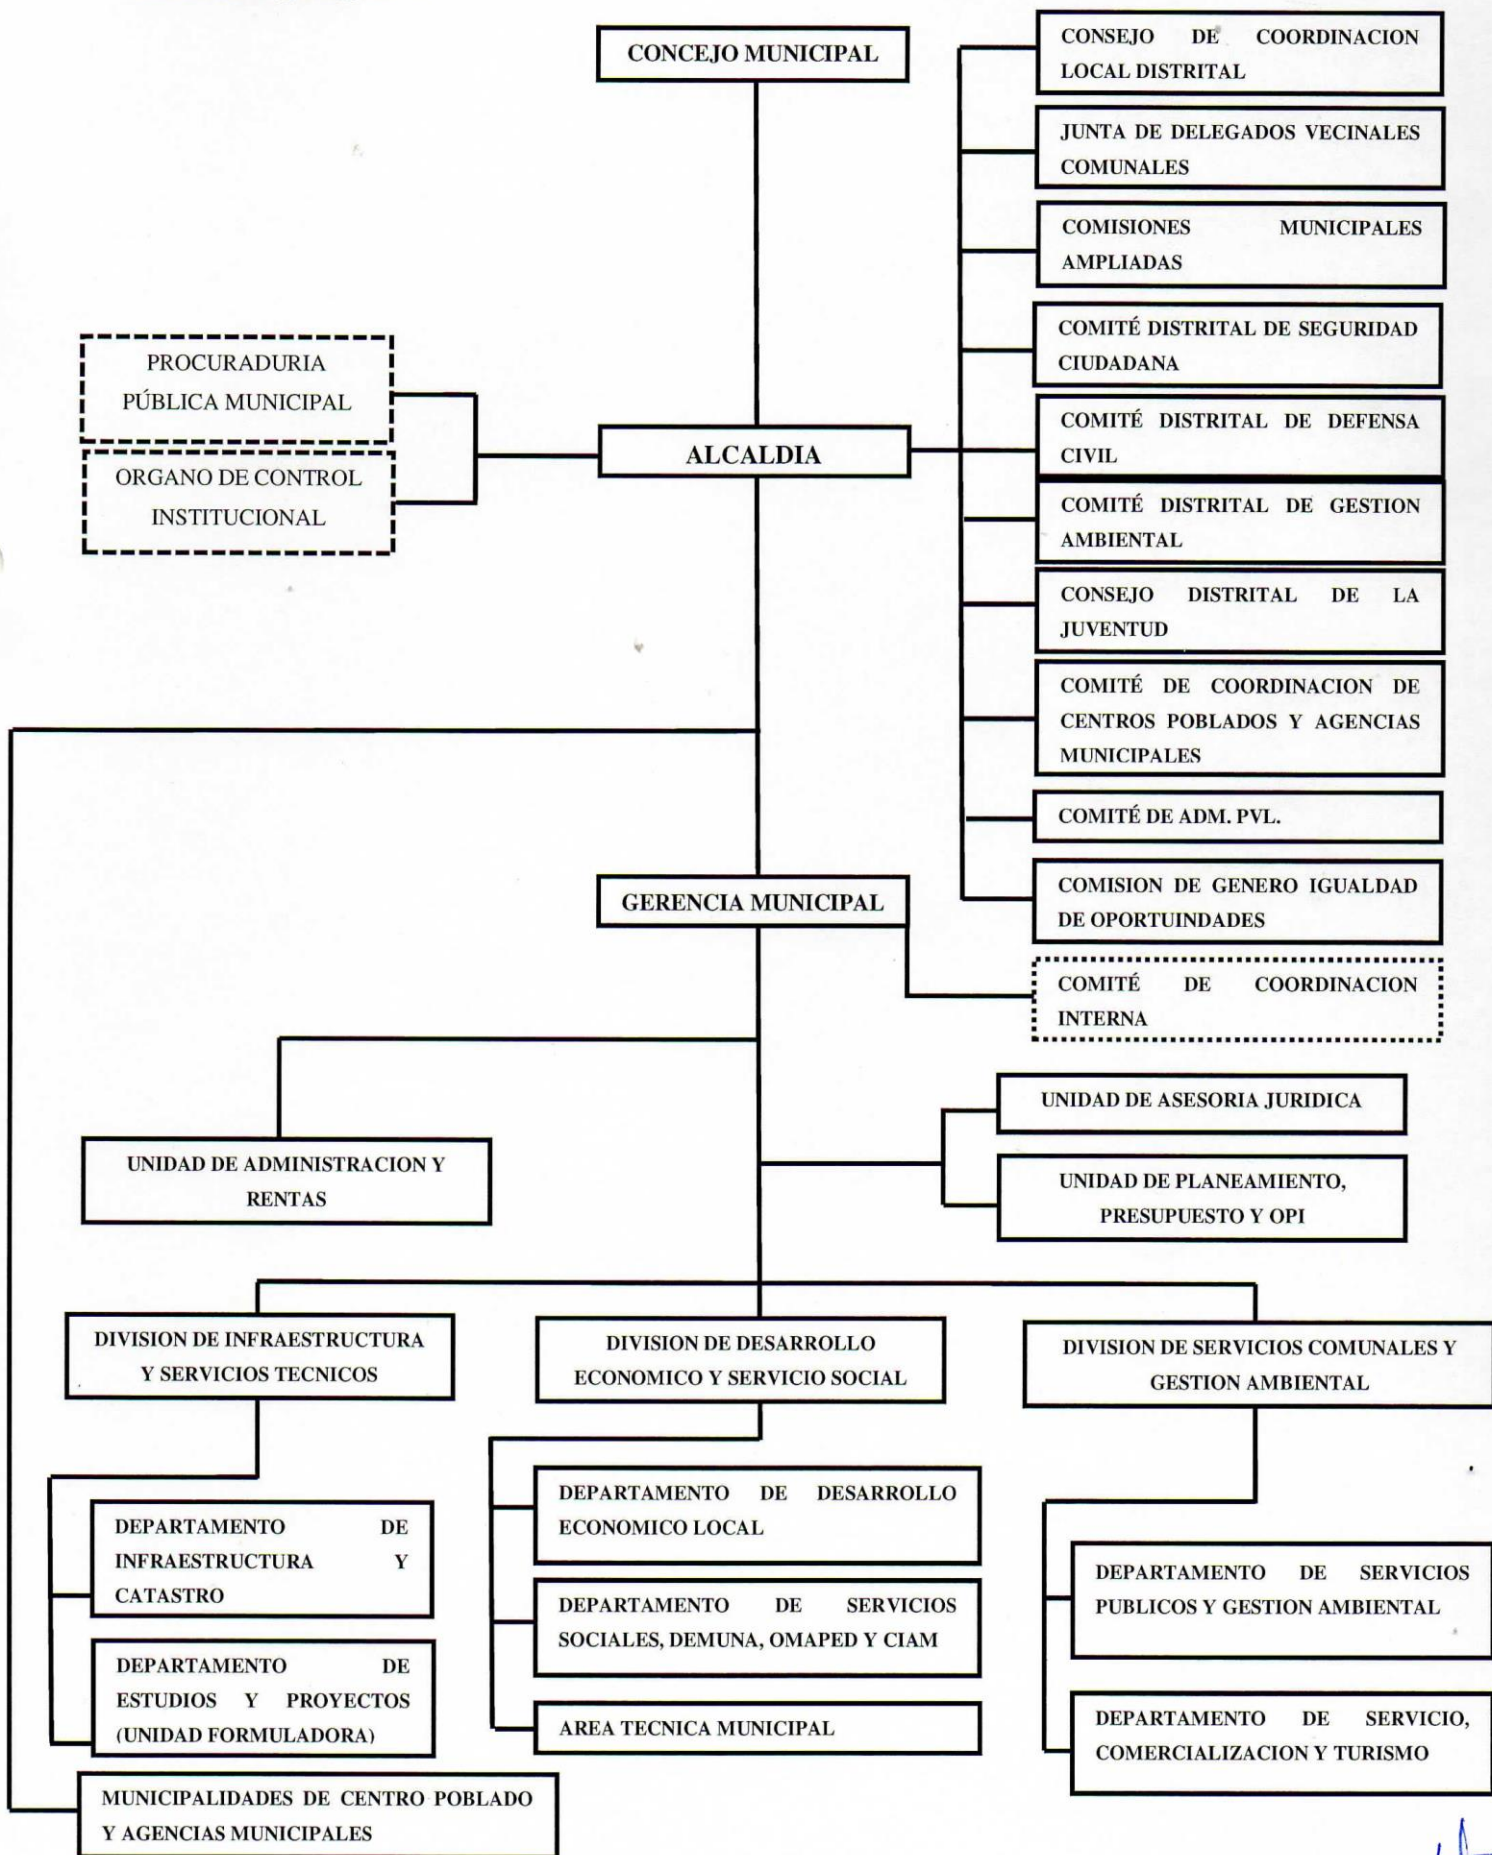 CONCEJO MUNICIPAL
CONSEJO DE COORDINACION
LOCAL DISTRITAL
JUNTA DE DELEGADOS VECINALES
COMUNALES
COMISIONES MUNICIPALES
AMPLIADAS
COMITÉ DISTRITAL DE SEGURIDAD
CIUDADANA
PROCURADURIA
PÚBLICA MUNICIPAL
COMITÉ DISTRITAL DE DEFENSA
CIVIL
ALCALDIA
ORGANO DE CONTROL
INSTITUCIONAL
COMITÉ DISTRITAL DE GESTION
AMBIENTAL
CONSEJO DISTRITAL DE LA
JUVENTUD
COMITÉ DE COORDINACION DE
CENTROS POBLADOS Y AGENCIAS
MUNICIPALES
COMITÉ DE ADM. PVL.
GERENCIA MUNICIPAL
COMISION DE GENERO IGUALDAD
DE OPORTUINDADES
COMITÉ DE COORDINACION
INTERNA
UNIDAD DE ASESORIA JURIDICA
UNIDAD DE ADMINISTRACION Y
RENTAS
UNIDAD DE PLANEAMIENTO,
PRESUPUESTO Y OPI
DIVISION DE INFRAESTRUCTURA
Y SERVICIOS TECNICOS
DIVISION DE DESARROLLO
ECONOMICO Y SERVICIO SOCIAL
DIVISION DE SERVICIOS COMUNALES Y
GESTION AMBIENTAL
DEPARTAMENTO DE
INFRAESTRUCTURA Y
CATASTRO
DEPARTAMENTO DE
ESTUDIOS Y PROYECTOS
(UNIDAD FORMULADORA)
DEPARTAMENTO DE DESARROLLO
ECONOMICO LOCAL
DEPARTAMENTO DE SERVICIOS
SOCIALES, DEMUNA, OMAPED Y CIAM
AREA TECNICA MUNICIPAL
DEPARTAMENTO DE SERVICIOS
PUBLICOS Y GESTION AMBIENTAL
DEPARTAMENTO DE SERVICIO,
COMERCIALIZACION Y TURISMO
MUNICIPALIDADES DE CENTRO POBLADO
Y AGENCIAS MUNICIPALES